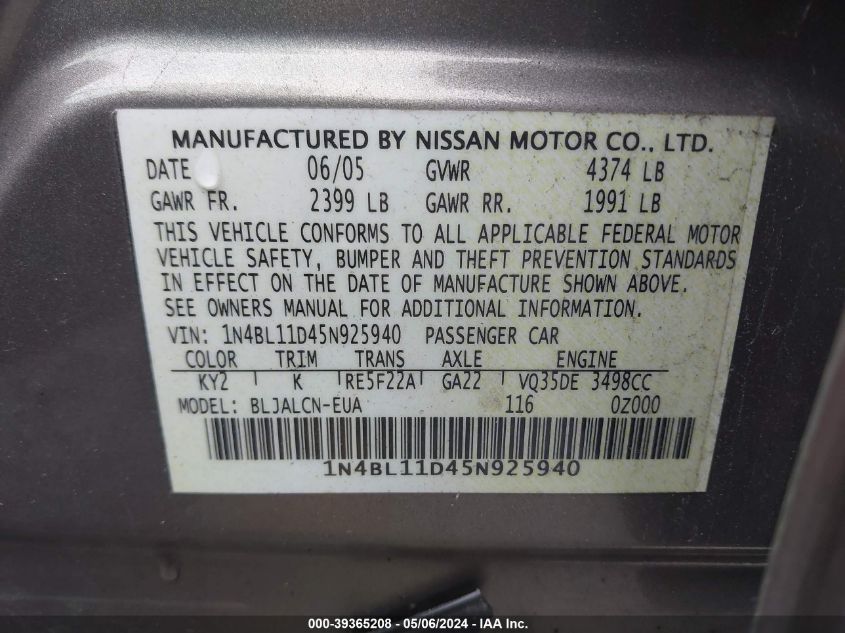 MANUFACTURED BY NISSAN MOTOR CO., LTD.
DATE 06/05 GVWR 4374 LB
GAWR FR. 2399 LB GAWR RR. 1991 LB
THIS VEHICLE CONFORMS TO ALL APPLICABLE FEDERAL MOTOR
VEHICLE SAFETY, BUMPER AND THEFT PREVENTION STANDARDS
IN EFFECT ON THE DATE OF MANUFACTURE SHOWN ABOVE.
SEE OWNERS MANUAL FOR ADDITIONAL INFORMATION.
VIN: 1N4BL11D45N925940 PASSENGER CAR
COLOR TRIM TRANS AXLE ENGINE
KY2 K RE5F22A GA22 VQ35DE 3498CC
MODEL: BLJALCN-EUA 116 0Z000
1N4BL11D45N925940
000-39365208 - 05/06/2024 - IAA Inc.